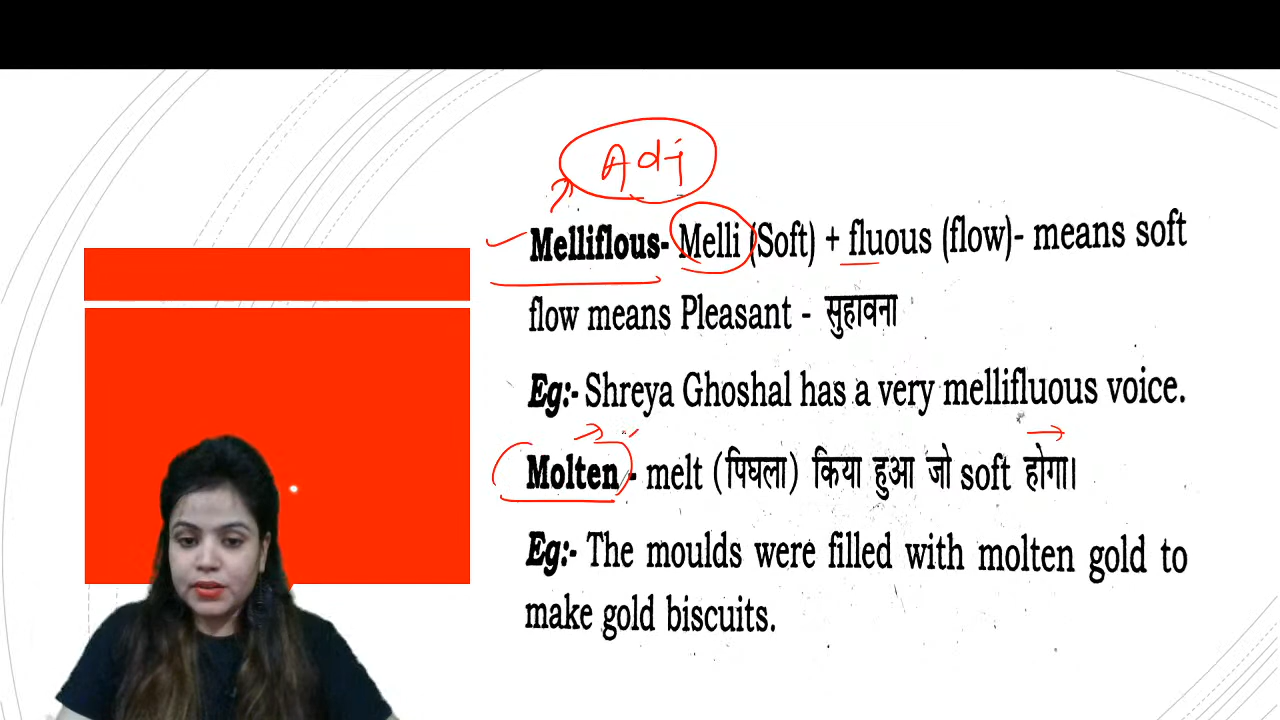 Adj
Melliflous- Melli (Soft) + fluous (flow)- means soft
flow means Pleasant - सुहावना
Eg:- Shreya Ghoshal has a very mellifluous voice.
Molten - melt (पिघला) किया हुआ जो soft होगा।
Eg:- The moulds were filled with molten gold to
make gold biscuits.